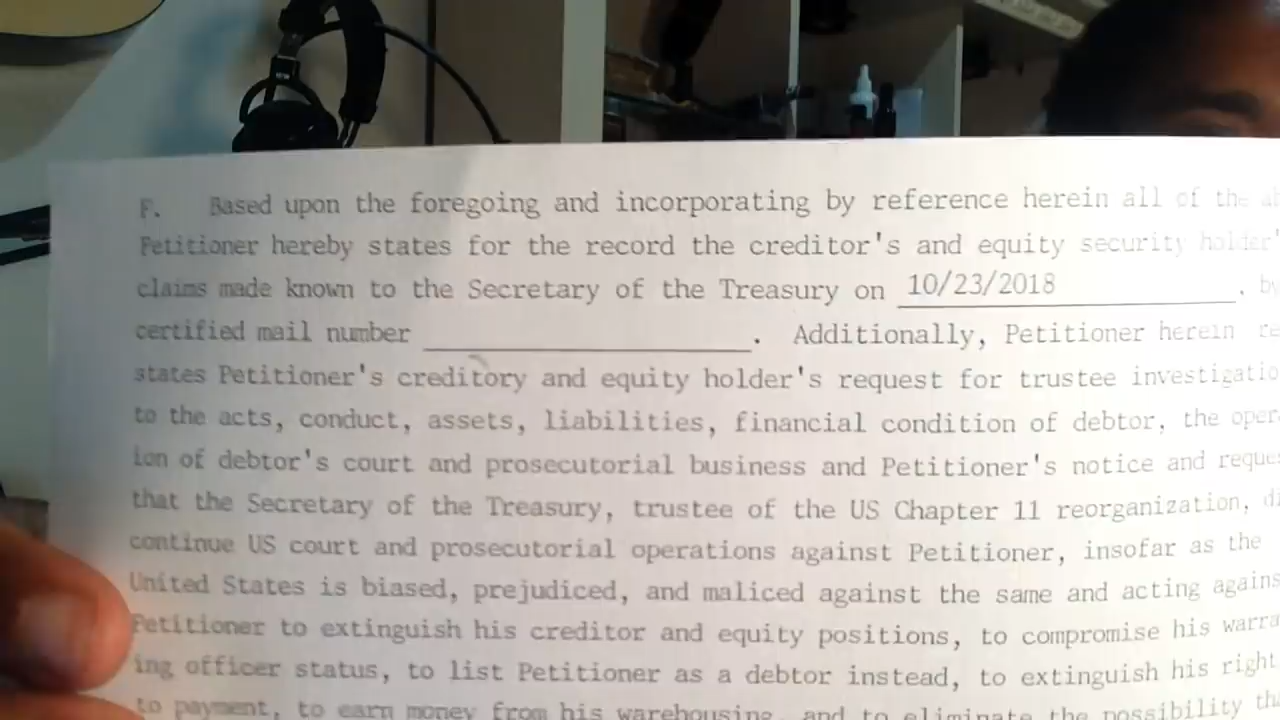 F. Based upon the foregoing and incorporating by reference herein all of the
Petitioner hereby states for the record the creditor's and equity security holder'
claims made known to the Secretary of the Treasury on 10/23/2018 , by
certified mail number . Additionally, Petitioner herein re
states Petitioner's creditory and equity holder's request for trustee investigatio
to the acts, conduct, assets, liabilities, financial condition of debtor, the oper
ion of debtor's court and prosecutorial business and Petitioner's notice and reques
that the Secretary of the Treasury, trustee of the US Chapter 11 reorganization, di
continue US court and prosecutorial operations against Petitioner, insofar as the
United States is biased, prejudiced, and maliced against the same and acting agains
Petitioner to extinguish his creditor and equity positions, to compromise his warra
ing officer status, to list Petitioner as a debtor instead, to extinguish his right
to payment, to earn money from his warehousing, and to eliminate the possibility tha